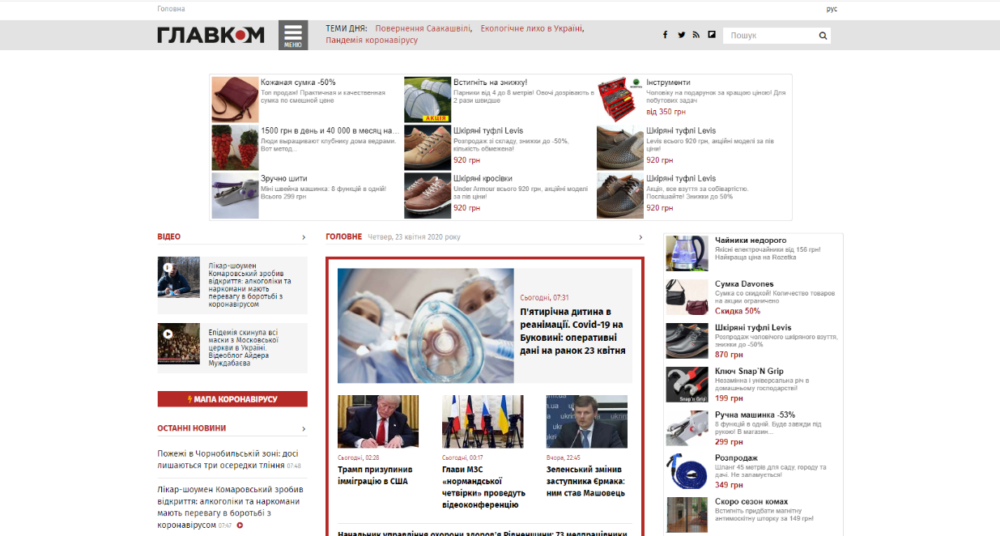 Головна
рус
ГЛАВКОМ
МЕНЮ
ТЕМИ ДНЯ: Повернення Саакашвілі, Екологічне лихо в Україні,
Пандемія коронавірусу
Пошук
Кожаная сумка -50%
Топ продаж! Практичная и качественная
сумка по смешной цене
Встигніть на знижку!
Парники від 4 до 8 метрів! Овочі дозрівають в
2 рази швидше
АКЦІЯ
Інструменти
Чоловіку на подарунок за кращою ціною! Для
побутових задач
від 350 грн
1500 грн в день и 40 000 в месяц на...
Люди выращивают клубнику дома ведрами.
Вот метод...
Шкіряні туфлі Levis
Розпродаж зі складу, знижки до -50%,
кількість обмежена!
920 грн
Шкіряні туфлі Levis
Levis всього 920 грн, акційні моделі за пів
ціни!
920 грн
Зручно шити
Міні швейна машинка: 8 функцій в одній!
Всього 299 грн
Шкіряні кросівки
Under Armour всього 920 грн, акційні моделі
за пів ціни!
920 грн
Шкіряні туфлі Levis
Акція, все взуття за собівартістю.
Поспішайте! Знижки до 50%
920 грн
ВІДЕО
Лікар-шоумен
Комаровський зробив
відкриття: алкоголіки та
наркомани мають
перевагу в боротьбі з
коронавірусом
Епідемія скинула всі
маски з Московської
церкви в Україні.
Відеоблог Айдера
Муждабаєва
МАПА КОРОНАВІРУСУ
ОСТАННІ НОВИНИ
Пожежі в Чорнобильській зоні: досі
лишаються три осередки тління 07:48
Лікар-шоумен Комаровський зробив
відкриття: алкоголіки та наркомани
мають перевагу в боротьбі з
коронавірусом 07:47
ГОЛОВНЕ Четвер, 23 квітня 2020 року
Сьогодні, 07:31
П'ятирічна дитина в
реанімації. Covid-19 на
Буковині: оперативні
дані на ранок 23 квітня
Сьогодні, 02:28
Трамп призупинив
імміграцію в США
Сьогодні, 00:17
Глави МЗС
«нормандської
четвірки» проведуть
відеоконференцію
Вчора, 22:45
Зеленський змінив
заступника Єрмака:
ним став Машовець
Начальник управління охорони здоров'я Рівненщини: 73 медпрацівники
Чайники недорого
Якісні електрочайники від 156 грн!
Найкраща ціна на Rozetka
Сумка Davones
Сумка со скидкой! Количество товаров
на акции ограничено
Скидка 50%
Шкіряні туфлі Levis
Розпродаж чоловічого шкіряного взуття,
знижки до -50%
870 грн
Ключ Snap`N Grip
Незамінна і універсальна річ в
домашньому господарстві!
199 грн
Snap'n Grip
Ручна машинка -53%
8 функцій в одній. Буде завжди під
рукою! В магазин...
299 грн
Розпродаж
Шланг 45 метрів для саду, городу та
дачі. Не заламується!
349 грн
Скоро сезон комах
Встигніть придбати магнітну
антимоскітну шторку за 149 грн!